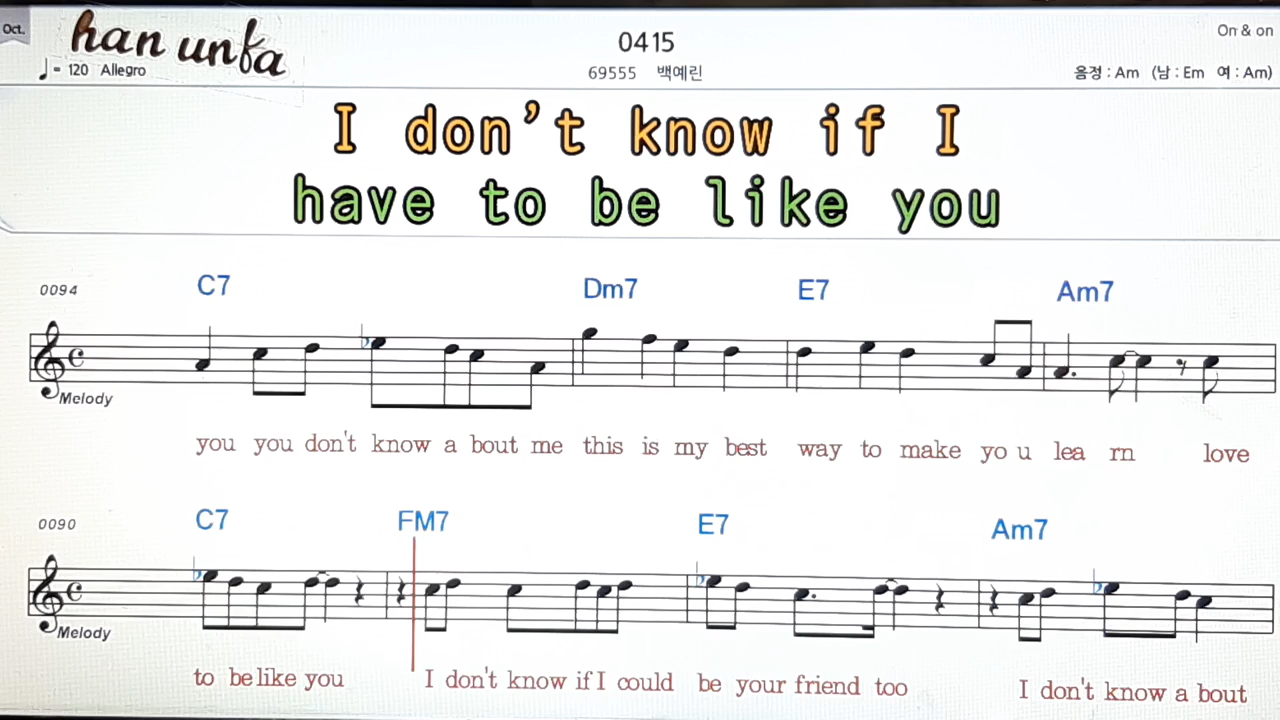 Oct.
han unfa
♩= 120 Allegro
0415
69555 백예린
On & on
음정 : Am (남 : Em 여 : Am)
I don't know if I
have to be like you
0094
C7 Dm7 E7 Am7
Melody
you you don't know a bout me this is my best way to make yo u lea rn love
0090
C7 FM7 E7 Am7
Melody
to be like you I don't know if I could be your friend too I don't know a bout